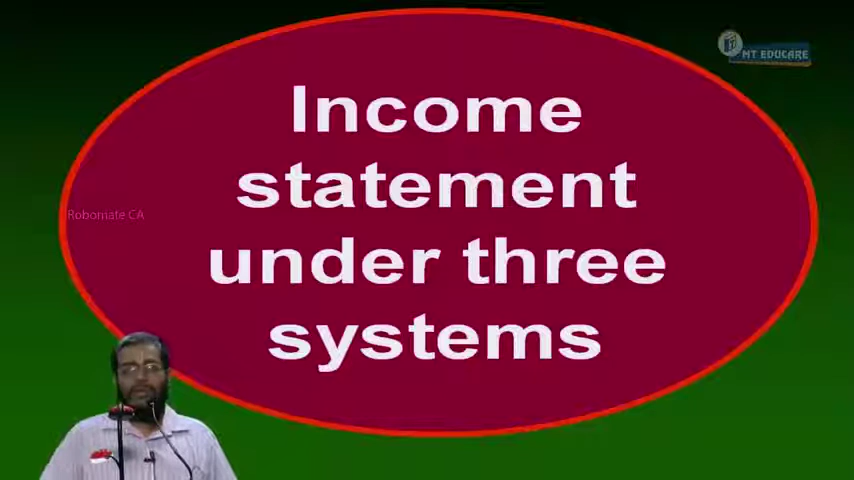 MT EDUCARE
Income
statement
Robomate CA
under three
systems